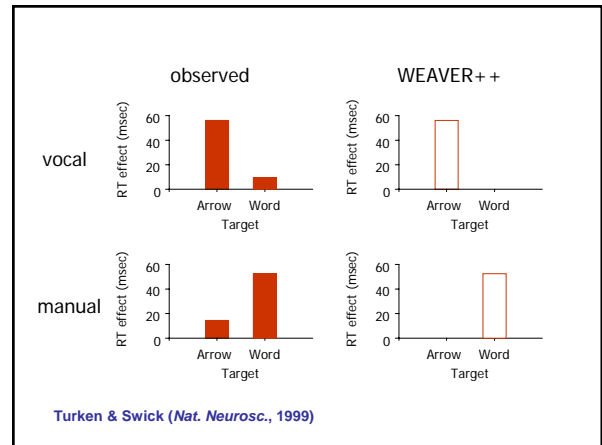 observed
WEAVER++
vocal
RT effect (msec)
60
40
20
0
Arrow Word
Target
RT effect (msec)
60
40
20
0
Arrow Word
Target
manual
RT effect (msec)
60
40
20
0
Arrow Word
Target
RT effect (msec)
60
40
20
0
Arrow Word
Target
Turken & Swick (Nat. Neurosc., 1999)